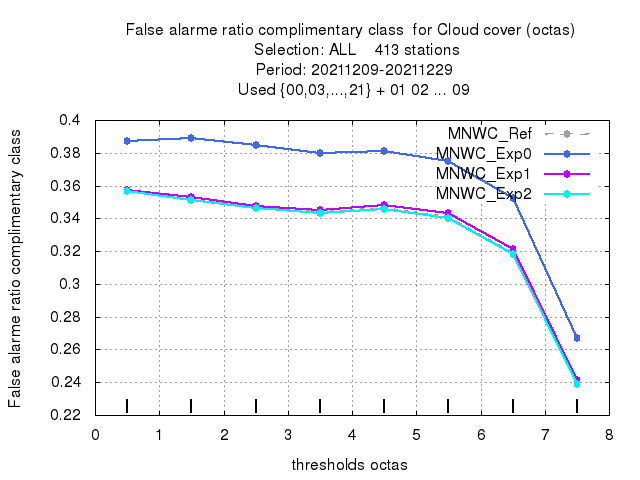 False alarme ratio complimentary class  for Cloud cover (octas)
Selection: ALL    413 stations
Period: 20211209-20211229
Used {00,03,...,21} + 01 02 ... 09
False alarme ratio complimentary class
0.4
0.38
0.36
0.34
0.32
0.3
0.28
0.26
0.24
0.22
MNWC_Ref
MNWC_Exp0
MNWC_Exp1
MNWC_Exp2
0 1 2 3 4 5 6 7 8
thresholds octas